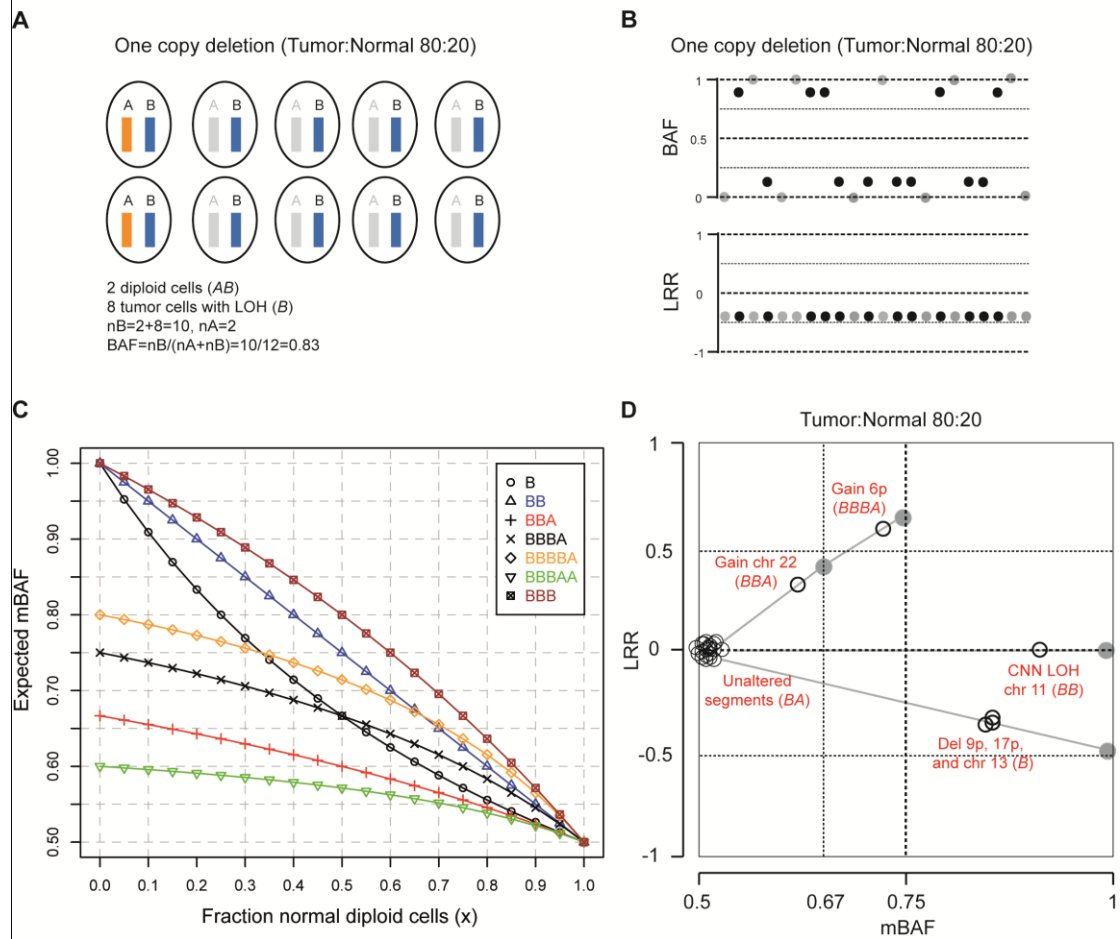 A
One copy deletion (Tumor:Normal 80:20)
A B A B A B A B A B
A B A B A B A B A B
2 diploid cells (AB)
8 tumor cells with LOH (B)
nB=2+8=10, nA=2
BAF=nB/(nA+nB)=10/12=0.83
B
One copy deletion (Tumor:Normal 80:20)
1
0.5
0
BAF
1
0
-1
LRR
C
1.00
0.90
0.80
0.70
0.60
0.50
Expected mBAF
B
BB
BBA
BBBA
BBBBA
BBBAA
BBB
0.0 0.1 0.2 0.3 0.4 0.5 0.6 0.7 0.8 0.9 1.0
Fraction normal diploid cells (x)
D
Tumor:Normal 80:20
1
0.5
0
-0.5
-1
LRR
Gain 6p
(BBBA)
Gain chr 22
(BBA)
Unaltered
segments (BA)
CNN LOH
chr 11 (BB)
Del 9p, 17p,
and chr 13 (B)
0.5 0.67 0.75 1
mBAF